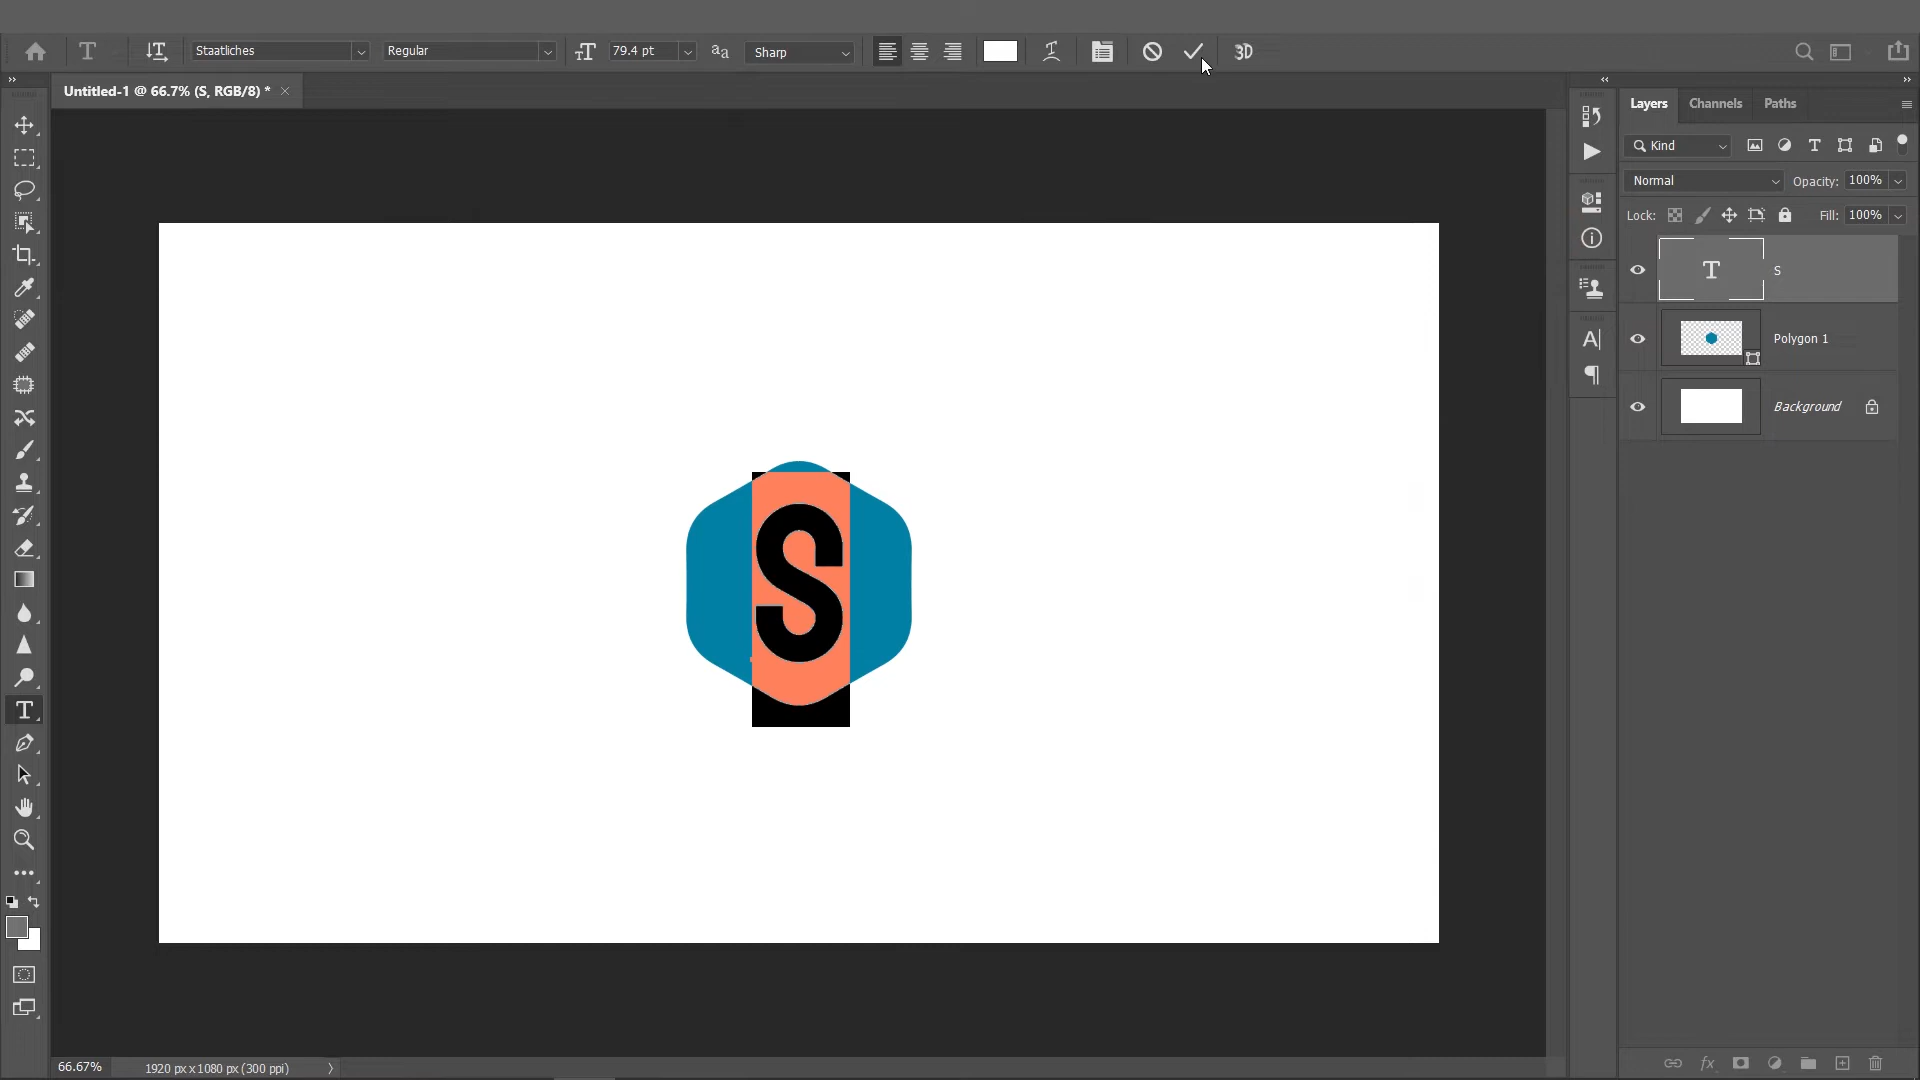 Staatliches Regular 79.4 pt Sharp 3D
Untitled-1 @ 66.7% (S, RGB/8) *
Layers Channels Paths
Kind
Normal Opacity: 100%
Lock: Fill: 100%
S
Polygon 1
Background
S
66.67% 1920 px x 1080 px (300 ppi)